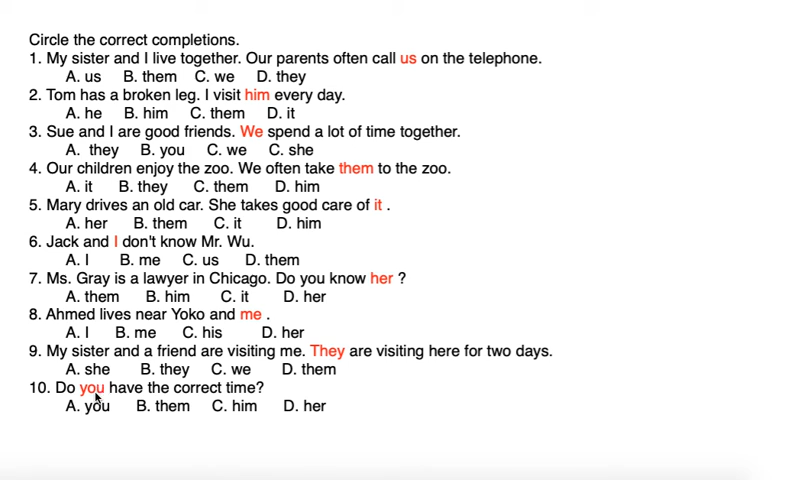 Circle the correct completions.
1. My sister and I live together. Our parents often call us on the telephone.
A. us B. them C. we D. they
2. Tom has a broken leg. I visit him every day.
A. he B. him C. them D. it
3. Sue and I are good friends. We spend a lot of time together.
A. they B. you C. we C. she
4. Our children enjoy the zoo. We often take them to the zoo.
A. it B. they C. them D. him
5. Mary drives an old car. She takes good care of it .
A. her B. them C. it D. him
6. Jack and I don't know Mr. Wu.
A. I B. me C. us D. them
7. Ms. Gray is a lawyer in Chicago. Do you know her ?
A. them B. him C. it D. her
8. Ahmed lives near Yoko and me .
A. I B. me C. his D. her
9. My sister and a friend are visiting me. They are visiting here for two days.
A. she B. they C. we D. them
10. Do you have the correct time?
A. you B. them C. him D. her